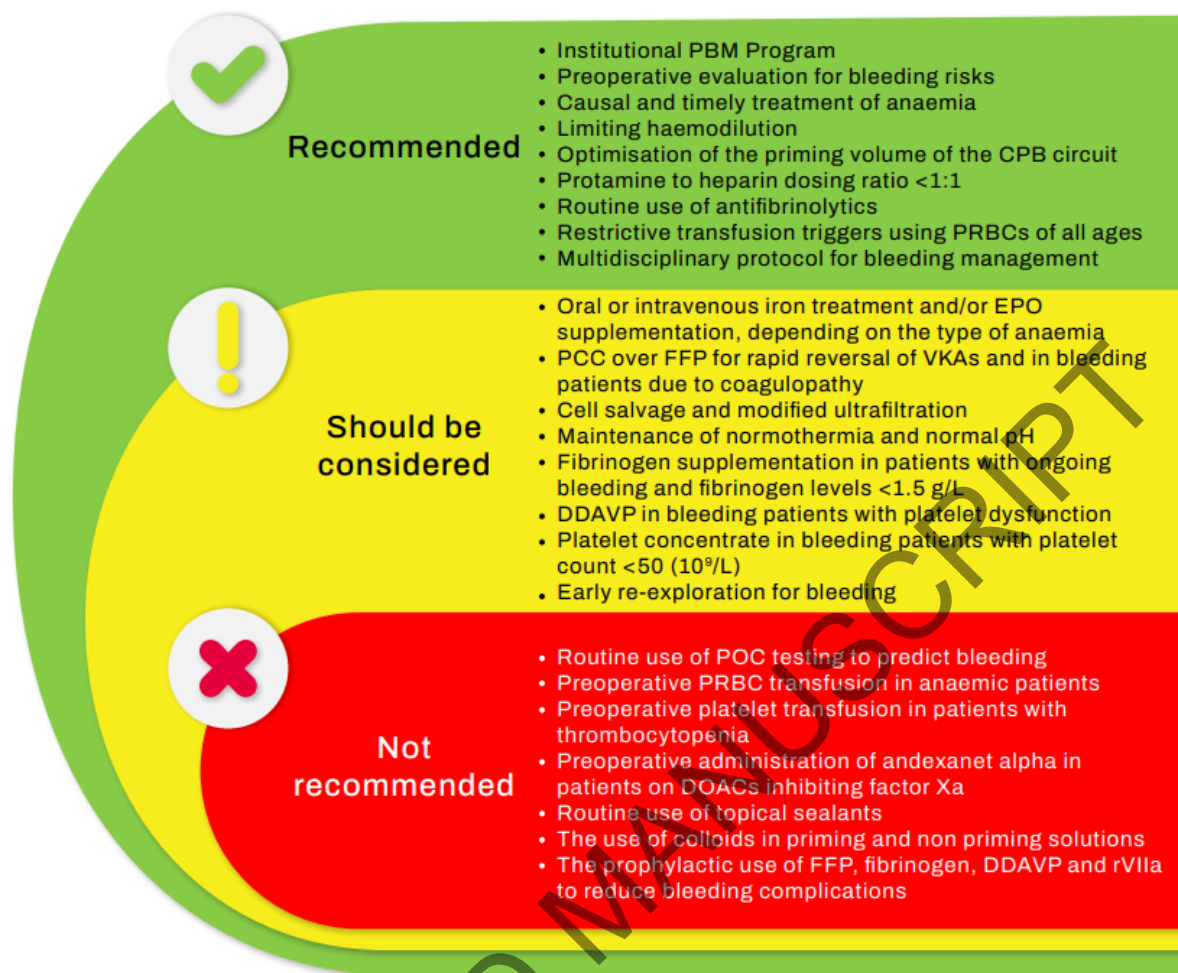 • Institutional PBM Program
• Preoperative evaluation for bleeding risks
• Causal and timely treatment of anaemia
• Limiting haemodilution
Recommended
• Optimisation of the priming volume of the CPB circuit
• Protamine to heparin dosing ratio <1:1
• Routine use of antifibrinolytics
• Restrictive transfusion triggers using PRBCs of all ages
• Multidisciplinary protocol for bleeding management
• Oral or intravenous iron treatment and/or EPO
supplementation, depending on the type of anaemia
• PCC over FFP for rapid reversal of VKAs and in bleeding
patients due to coagulopathy
Should be
considered
• Cell salvage and modified ultrafiltration
• Maintenance of normothermia and normal pH
• Fibrinogen supplementation in patients with ongoing
bleeding and fibrinogen levels <1.5 g/L
• DDAVP in bleeding patients with platelet dysfunction
• Platelet concentrate in bleeding patients with platelet
count <50 (10⁹/L)
• Early re-exploration for bleeding
• Routine use of POC testing to predict bleeding
• Preoperative PRBC transfusion in anaemic patients
• Preoperative platelet transfusion in patients with
thrombocytopenia
Not
recommended
• Preoperative administration of andexanet alpha in
patients on DOACs inhibiting factor Xa
• Routine use of topical sealants
• The use of colloids in priming and non priming solutions
• The prophylactic use of FFP, fibrinogen, DDAVP and rVIIa
to reduce bleeding complications
D MANUSCRIPT